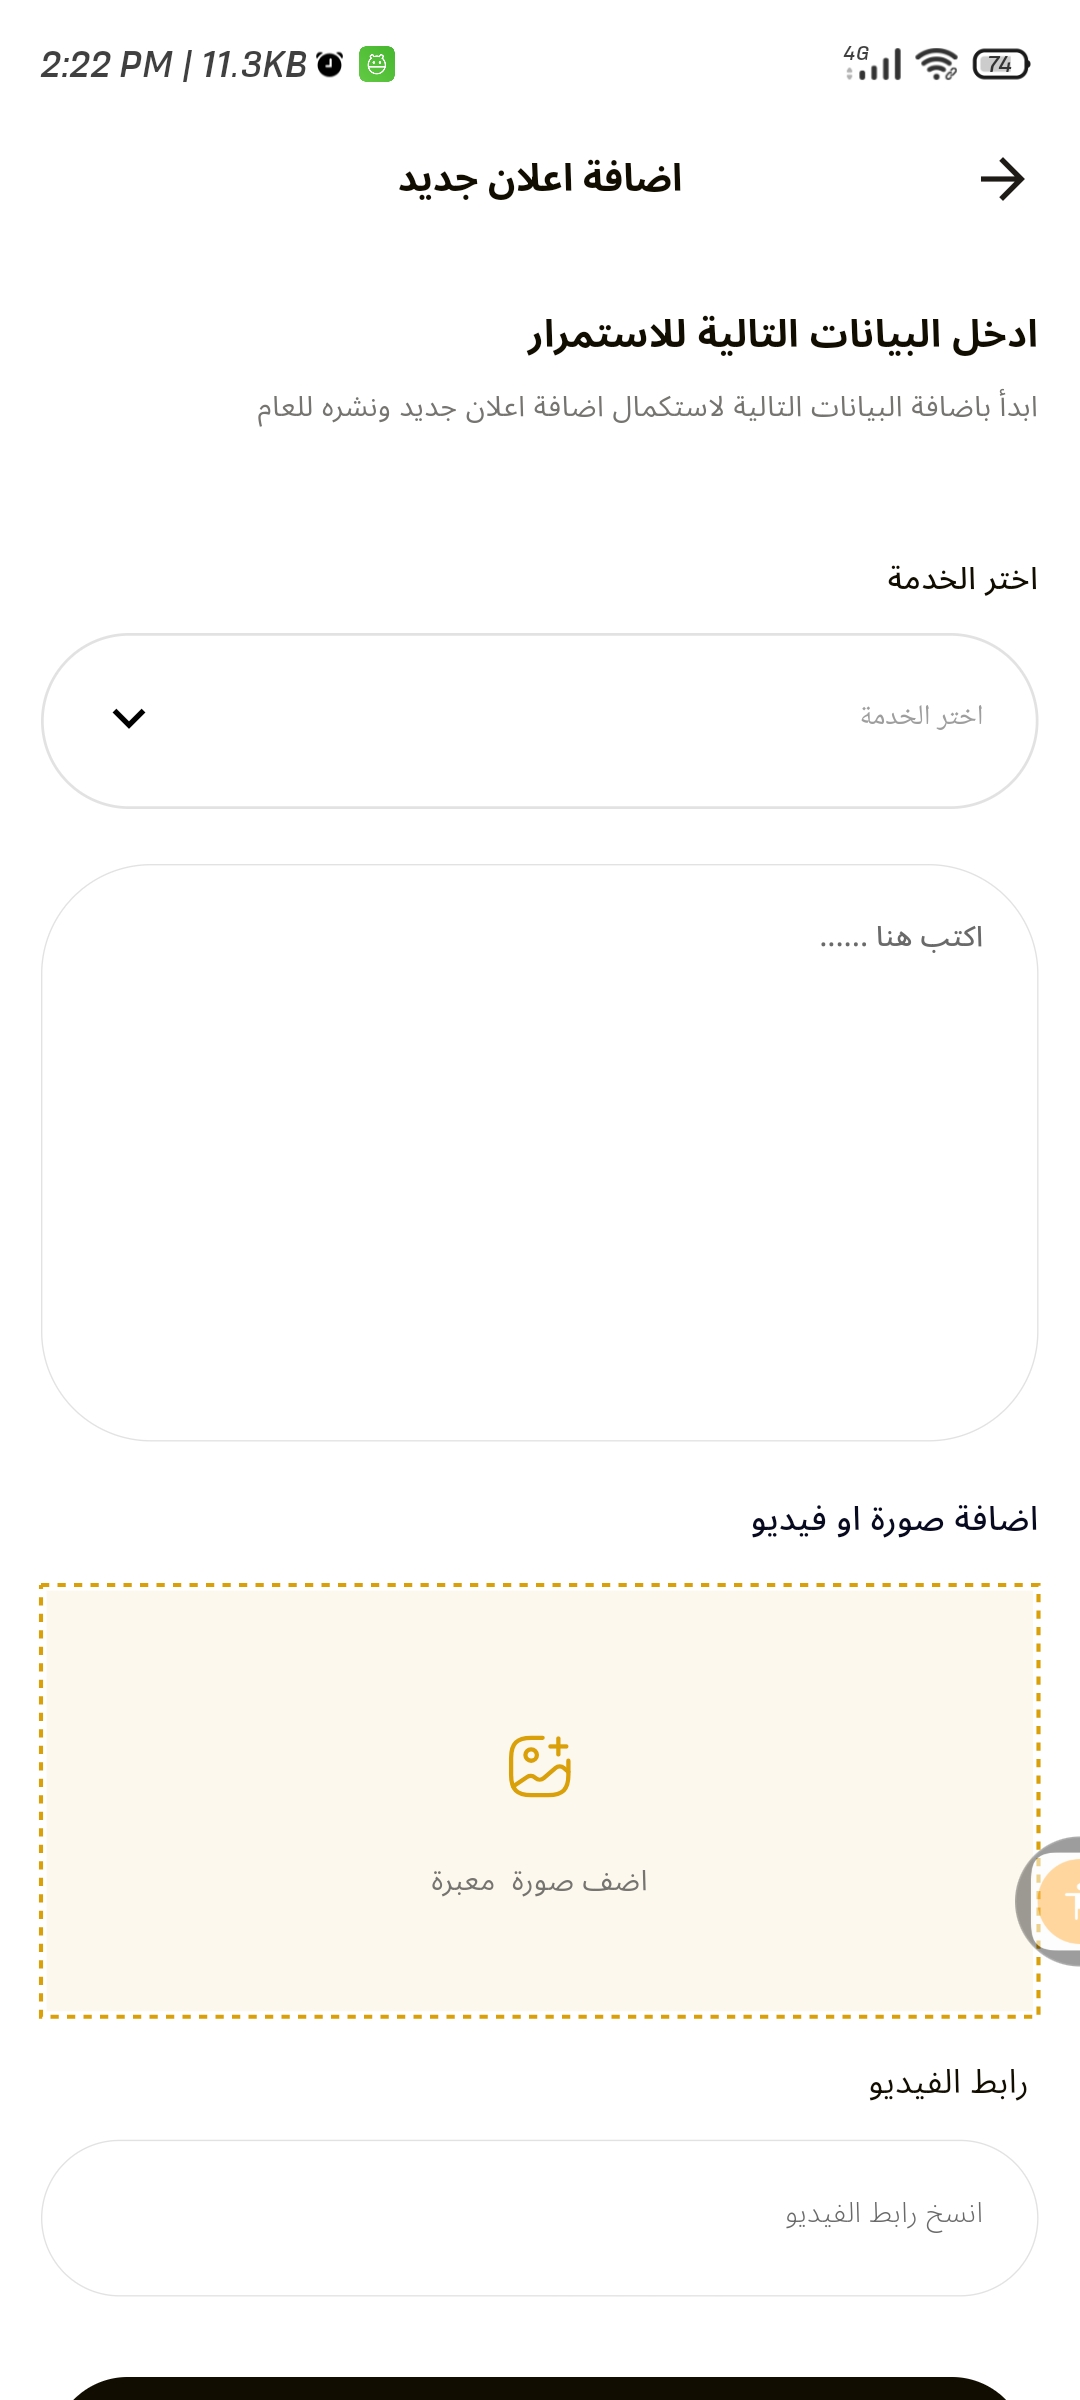 2:22 PM | 11.3KB
4G
74
اضافة اعلان جديد
ادخل البيانات التالية للاستمرار
ابدأ باضافة البيانات التالية لاستكمال اضافة اعلان جديد ونشره للعام
اختر الخدمة
اختر الخدمة
اكتب هنا ......
اضافة صورة او فيديو
اضف صورة  معبرة
رابط الفيديو
انسخ رابط الفيديو